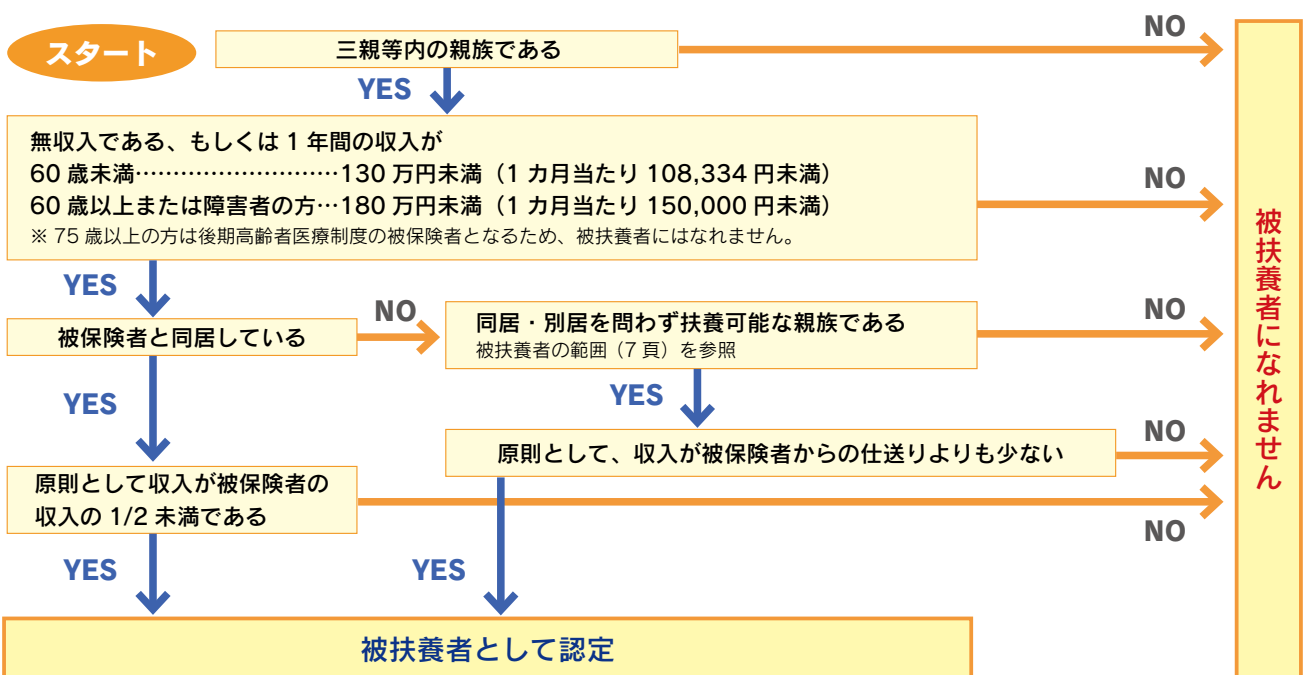 スタート
三親等内の親族である
NO
YES
無収入である、もしくは 1 年間の収入が
60 歳未満………………………130 万円未満（1 カ月当たり 108,334 円未満）
60 歳以上または障害者の方…180 万円未満（1 カ月当たり 150,000 円未満）
※ 75 歳以上の方は後期高齢者医療制度の被保険者となるため、被扶養者にはなれません。
NO
YES
被保険者と同居している
NO
同居・別居を問わず扶養可能な親族である
被扶養者の範囲（7 頁）を参照
NO
YES
YES
原則として、収入が被保険者からの仕送りよりも少ない
NO
原則として収入が被保険者の
収入の 1/2 未満である
NO
YES
YES
被扶養者として認定
被扶養者になれません